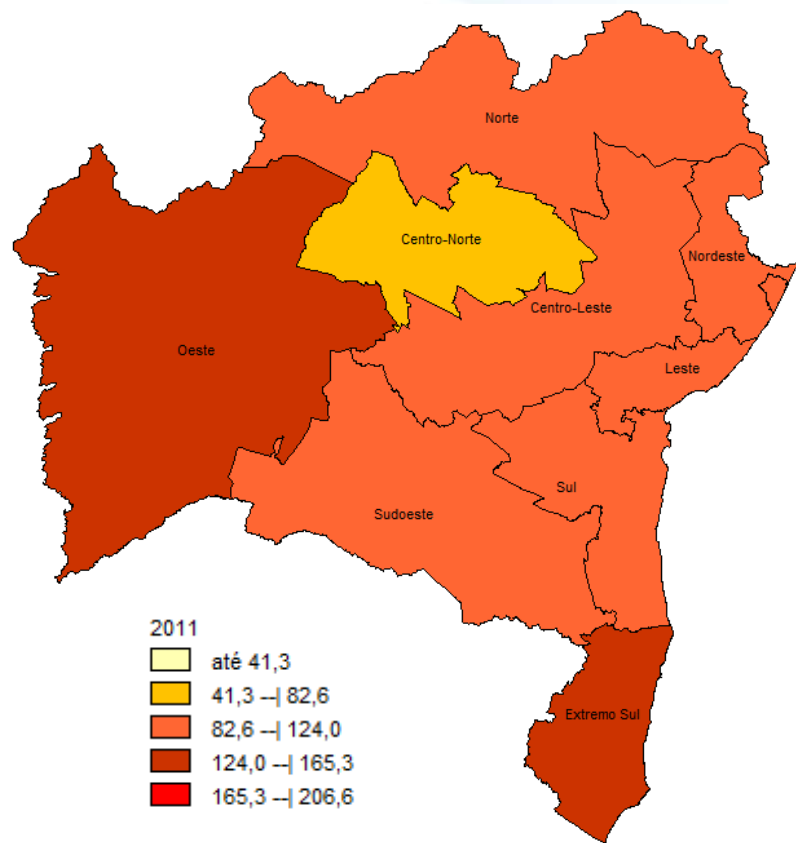 Norte
Centro-Norte
Nordeste
Centro-Leste
Oeste
Leste
Sul
Sudoeste
2011
até 41,3
41,3 --| 82,6
82,6 --| 124,0
124,0 --| 165,3
165,3 --| 206,6
Extremo Sul